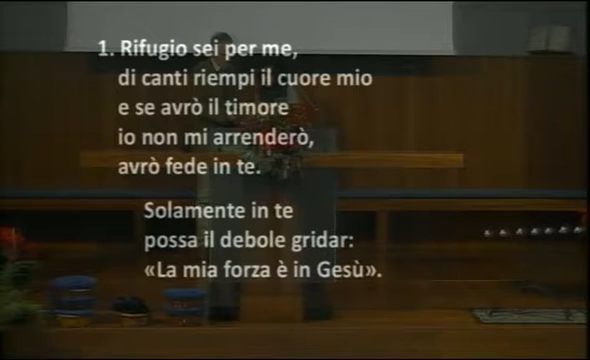 1. Rifugio sei per me,
di canti riempi il cuore mio
e se avrò il timore
io non mi arrenderò,
avrò fede in te.
Solamente in te
possa il debole gridar:
«La mia forza è in Gesù».